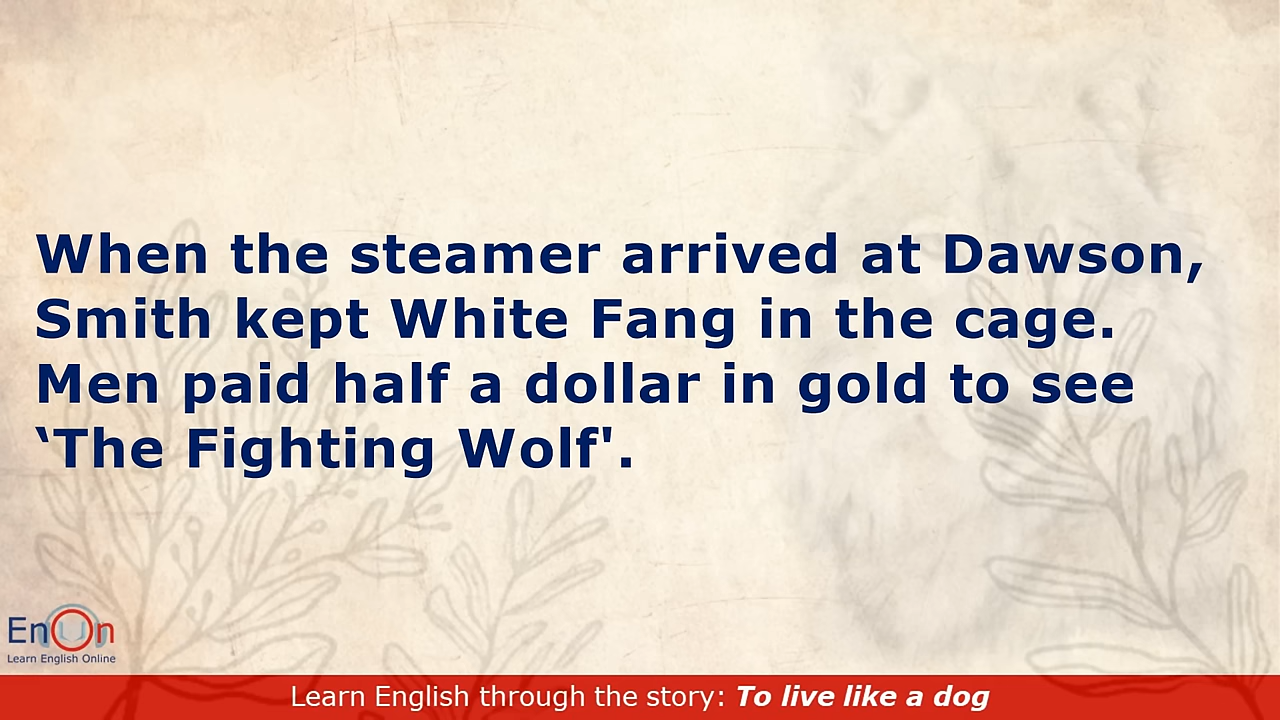 When the steamer arrived at Dawson,
Smith kept White Fang in the cage.
Men paid half a dollar in gold to see
‘The Fighting Wolf'.
EnOn
Learn English Online
Learn English through the story: To live like a dog